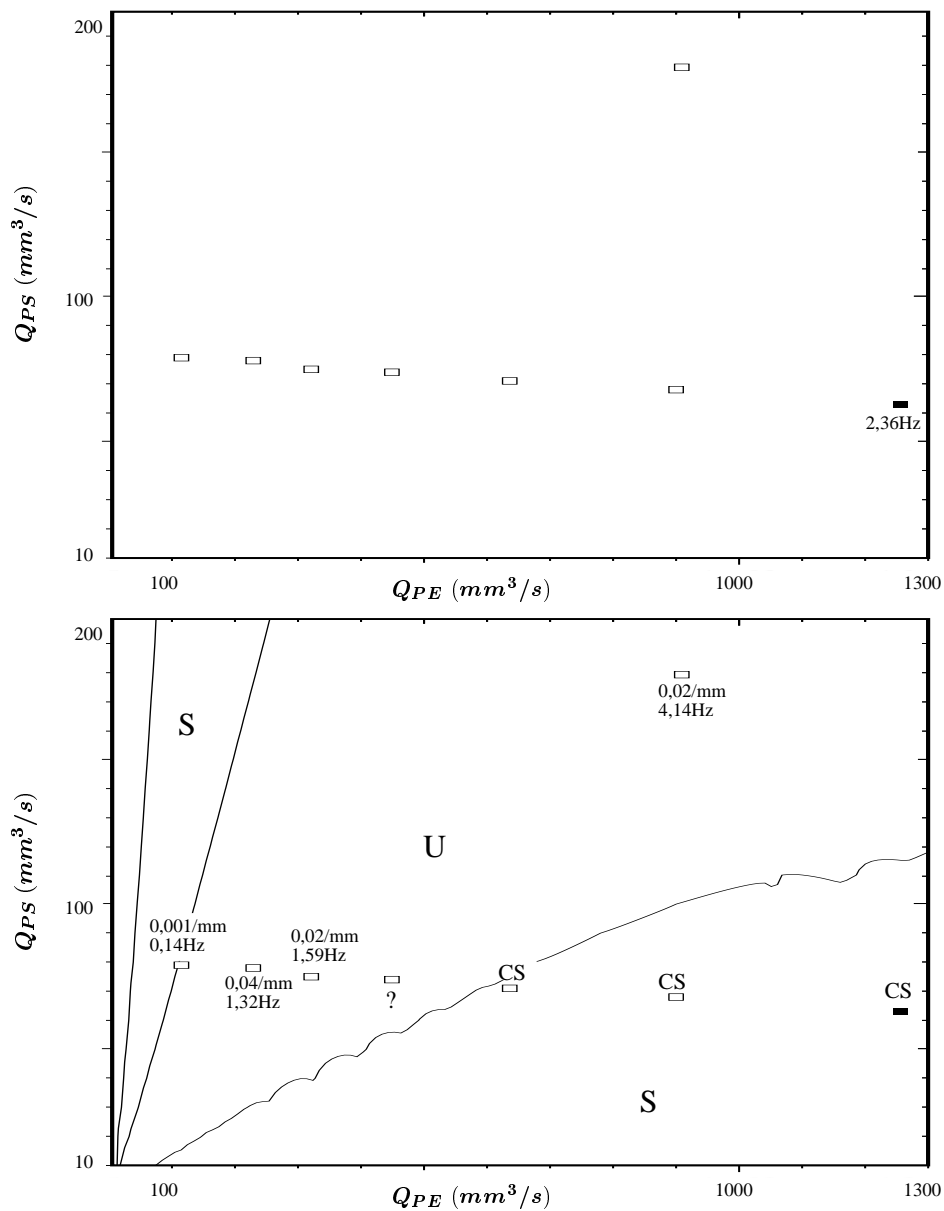 200
Q_PS (mm³/s)
100
2,36Hz
10
100
Q_PE (mm³/s)
1000
1300
200
0,02/mm
4,14Hz
S
U
Q_PS (mm³/s)
100
0,001/mm
0,14Hz
0,02/mm
1,59Hz
0,04/mm
1,32Hz
?
CS
CS
CS
S
10
100
Q_PE (mm³/s)
1000
1300